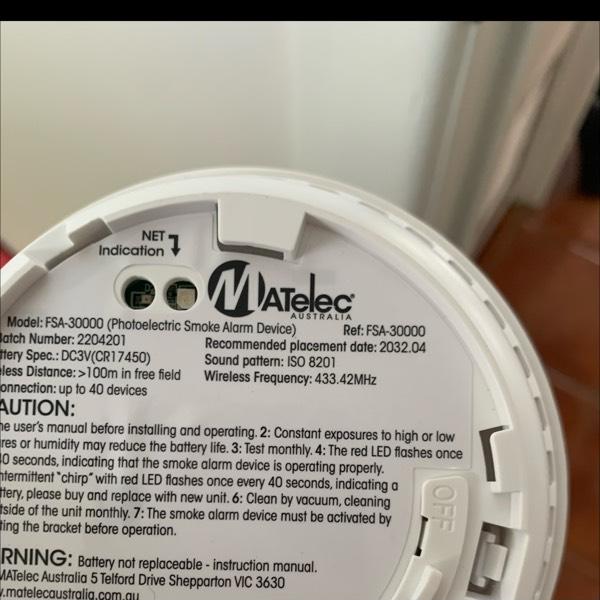 NET
Indication
MATelec
AUSTRALIA
Model: FSA-30000 (Photoelectric Smoke Alarm Device) Ref: FSA-30000
Batch Number: 2204201 Recommended placement date: 2032.04
ttery Spec.: DC3V(CR17450) Sound pattern: ISO 8201
eless Distance: >100m in free field Wireless Frequency: 433.42MHz
onnection: up to 40 devices
AUTION:
he user's manual before installing and operating. 2: Constant exposures to high or low
res or humidity may reduce the battery life. 3: Test monthly. 4: The red LED flashes once
40 seconds, indicating that the smoke alarm device is operating properly.
ntermittent "chirp" with red LED flashes once every 40 seconds, indicating a
ttery, please buy and replace with new unit. 6: Clean by vacuum, cleaning
tside of the unit monthly. 7: The smoke alarm device must be activated by
ting the bracket before operation.
OFF
RNING: Battery not replaceable - instruction manual.
MATelec Australia 5 Telford Drive Shepparton VIC 3630
v.matelecaustralia.com.au